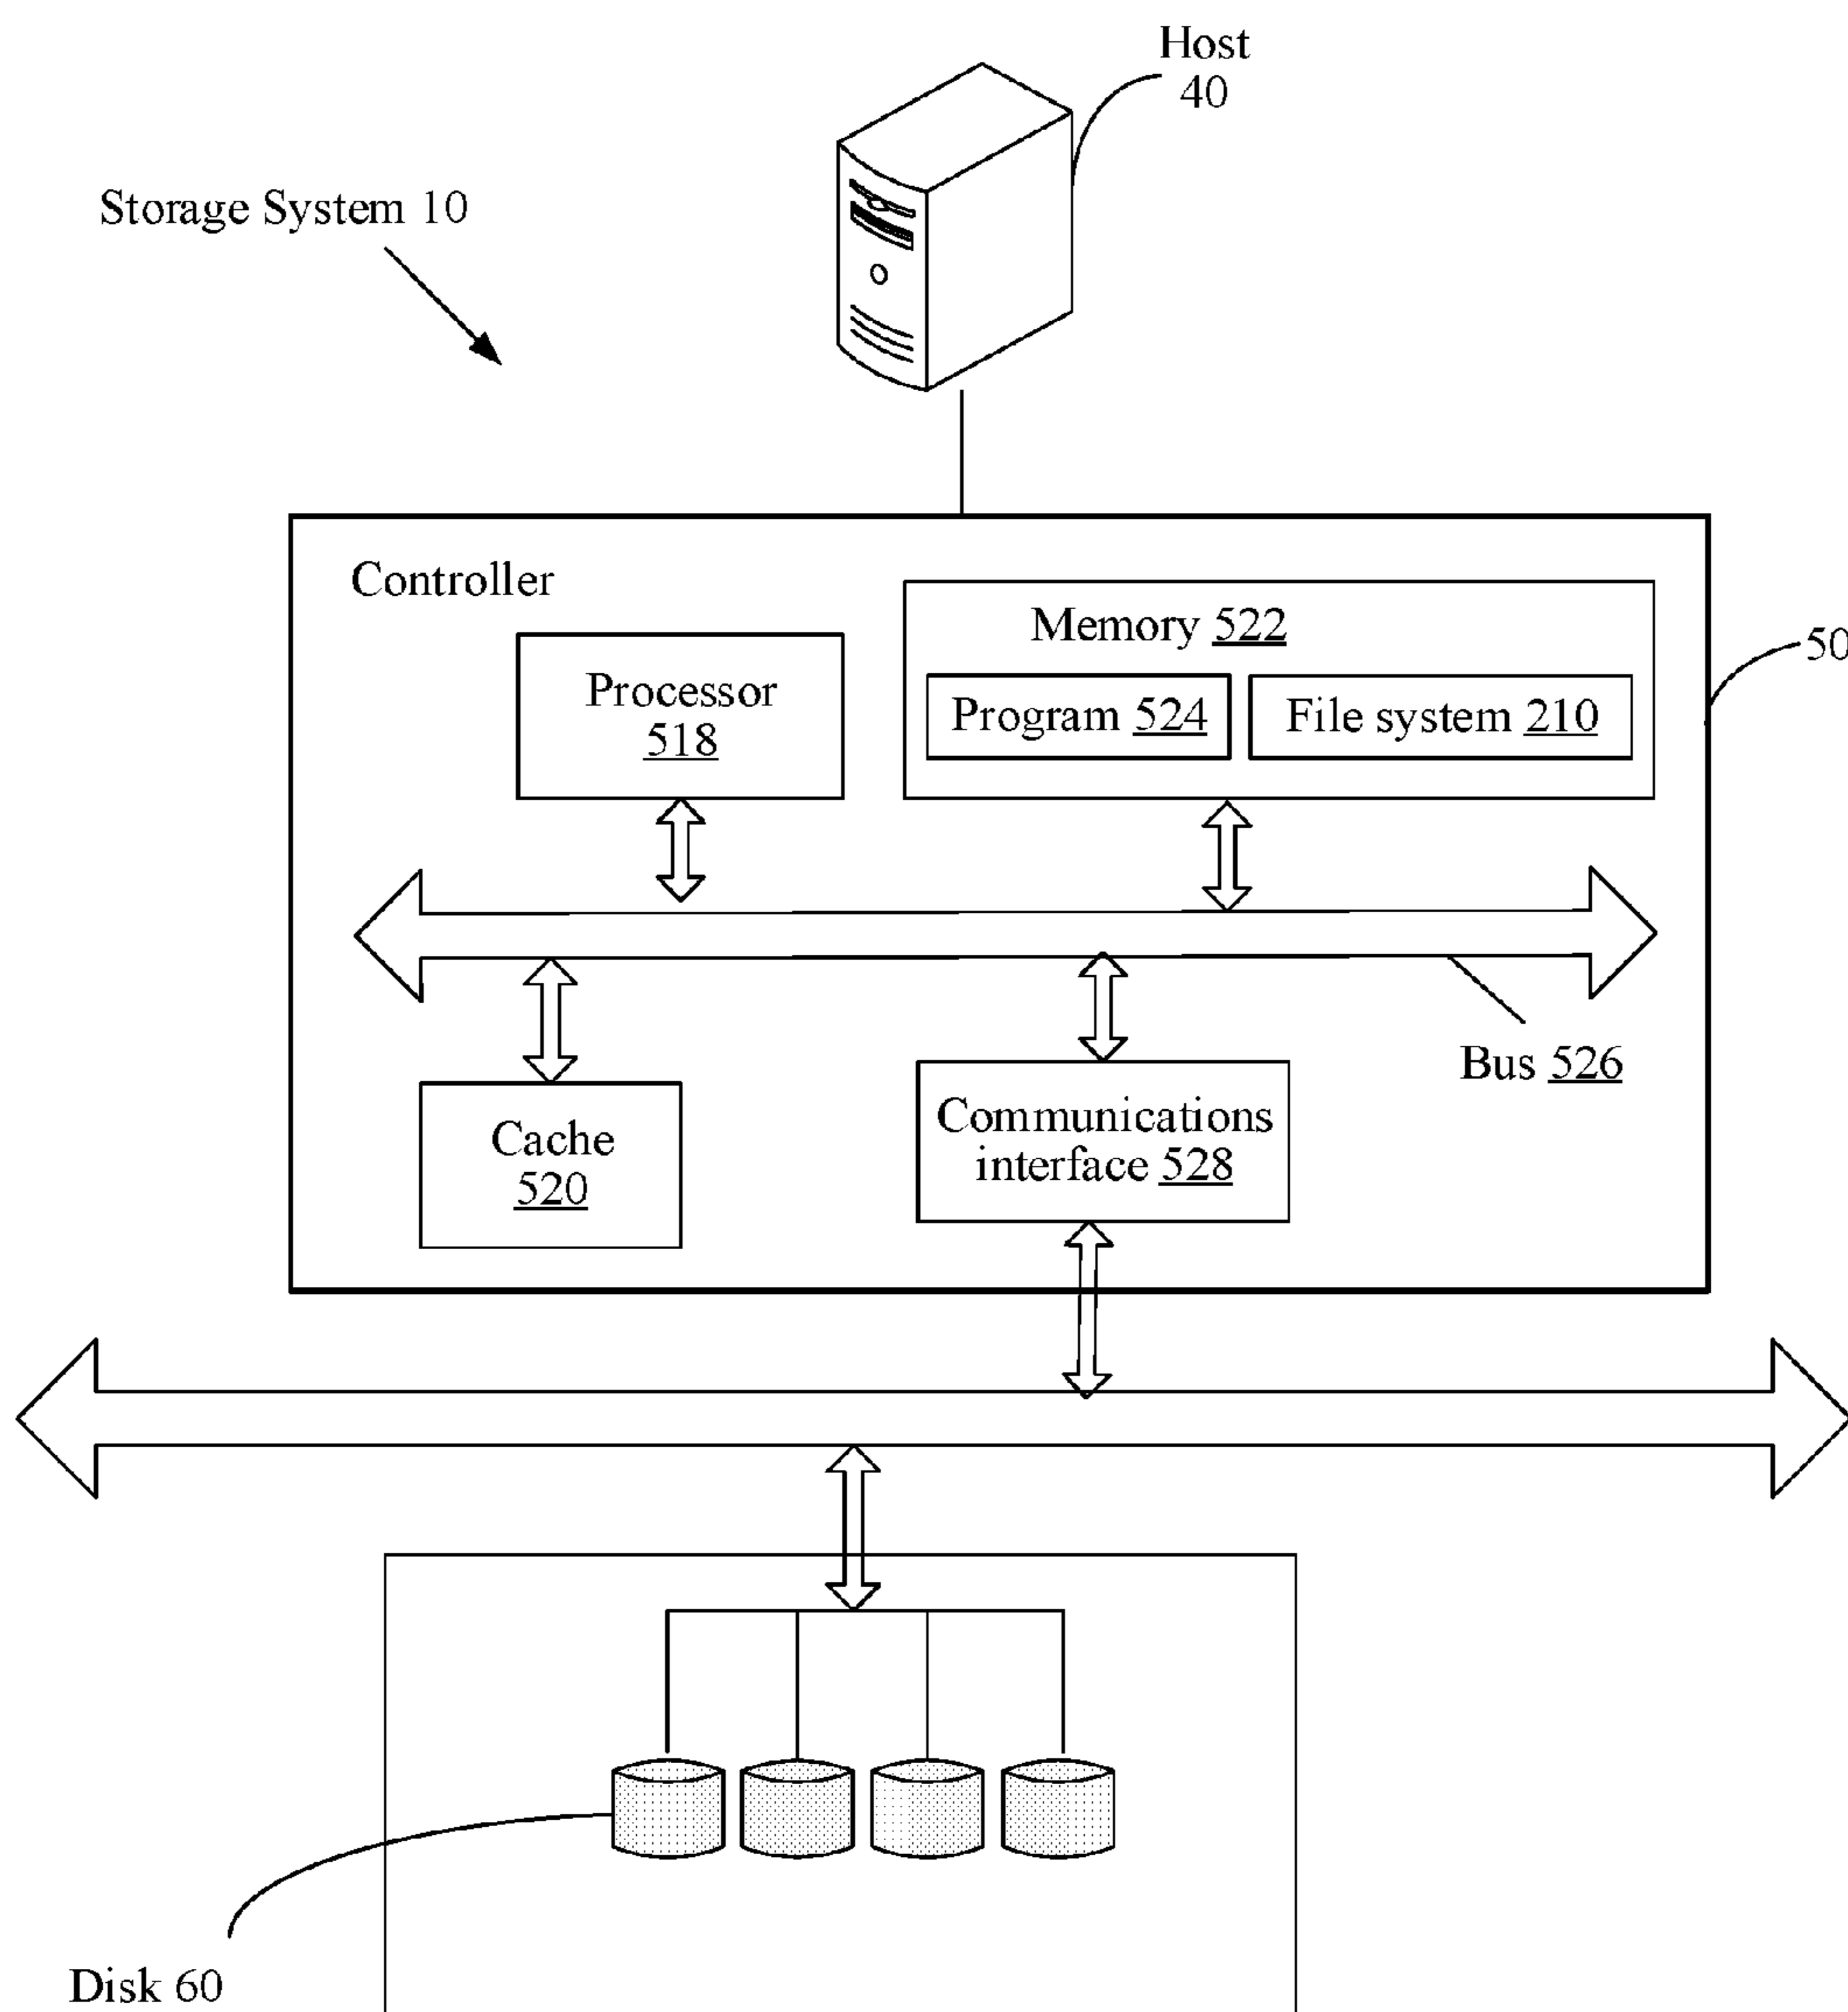 Host
40
Storage System 10
Controller
Memory 522
50
Processor
518
Program 524
File system 210
Bus 526
Cache
520
Communications
interface 528
Disk 60